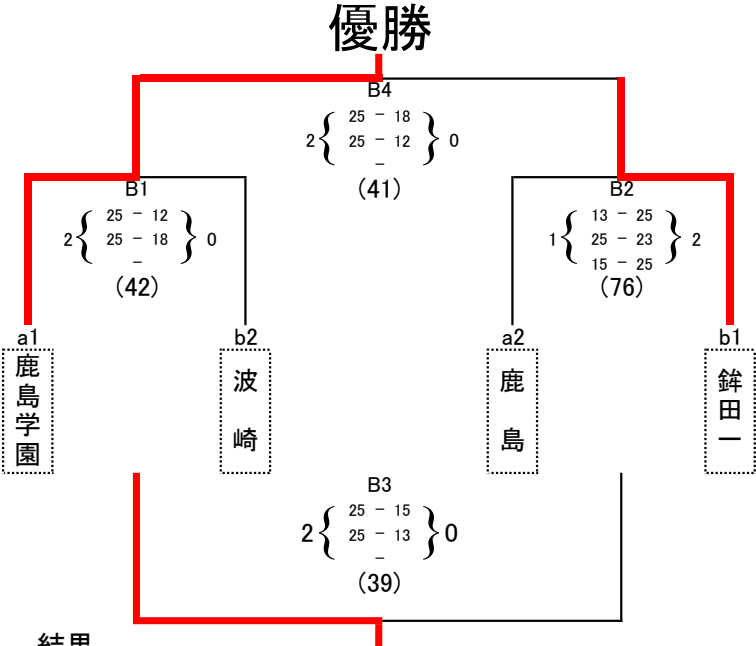 優勝
B4
25 － 18
2 { 25 － 12 } 0
－
(41)
B1
25 － 12
2 { 25 － 18 } 0
－
(42)
B2
13 － 25
1 { 25 － 23 } 2
15 － 25
(76)
a1
鹿島学園
b2
波崎
a2
鹿島
b1
鉾田一
B3
25 － 15
2 { 25 － 13 } 0
－
(39)
結果